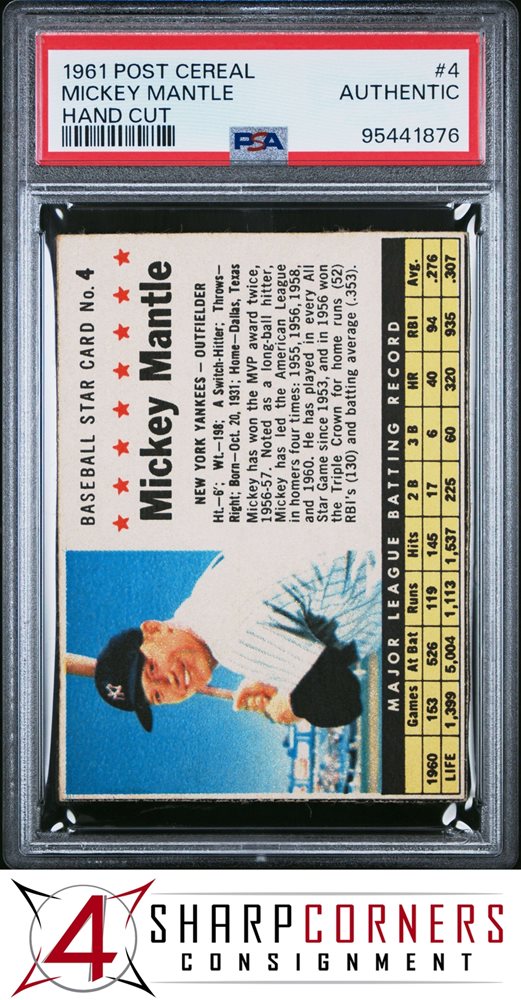 1961 POST CEREAL #4
MICKEY MANTLE AUTHENTIC
HAND CUT
PSA 95441876
BASEBALL STAR CARD No. 4
Mickey Mantle
NEW YORK YANKEES — OUTFIELDER
Ht.—6'; Wt.—198; A Switch-Hitter; Throws—
Right; Born—Oct. 20, 1931; Home—Dallas, Texas
Mickey has won the MVP award twice,
1956-57. Noted as a long-ball hitter,
Mickey has led the American League
in homers four times: 1955, 1956, 1958,
and 1960. He has played in every All
Star Game since 1953, and in 1956 won
the Triple Crown for home runs (52)
RBI's (130) and batting average (.353).
MAJOR LEAGUE BATTING RECORD
Games At Bat Runs Hits 2 B 3 B HR RBI Avg.
1960 153 526 119 145 17 6 40 94 .276
LIFE 1,399 5,004 1,113 1,537 225 60 320 935 .307
4 SHARPCORNERS
CONSIGNMENT